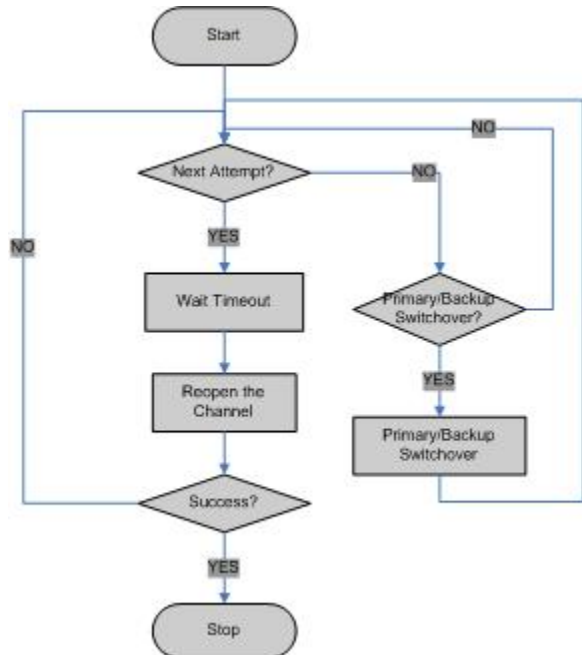 Start
NO
Next Attempt?
NO
YES
NO
Wait Timeout
Primary/Backup
Switchover?
YES
Reopen the
Channel
Primary/Backup
Switchover
Success?
YES
Stop